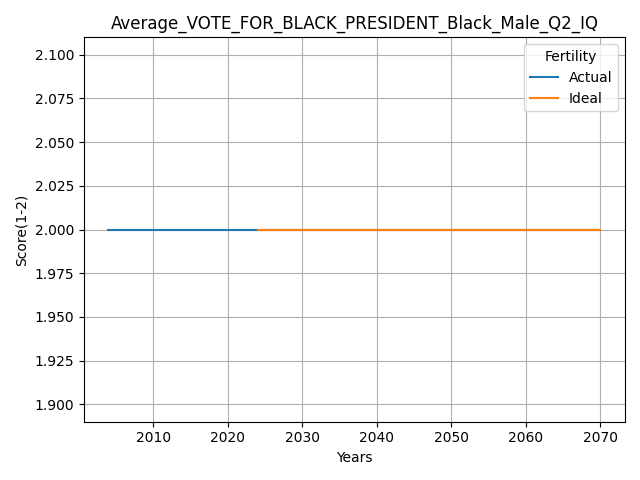 Average_VOTE_FOR_BLACK_PRESIDENT_Black_Male_Q2_IQ
Fertility
Actual
Ideal
2.100
2.075
2.050
2.025
2.000
1.975
1.950
1.925
1.900
Score(1-2)
2010 2020 2030 2040 2050 2060 2070
Years